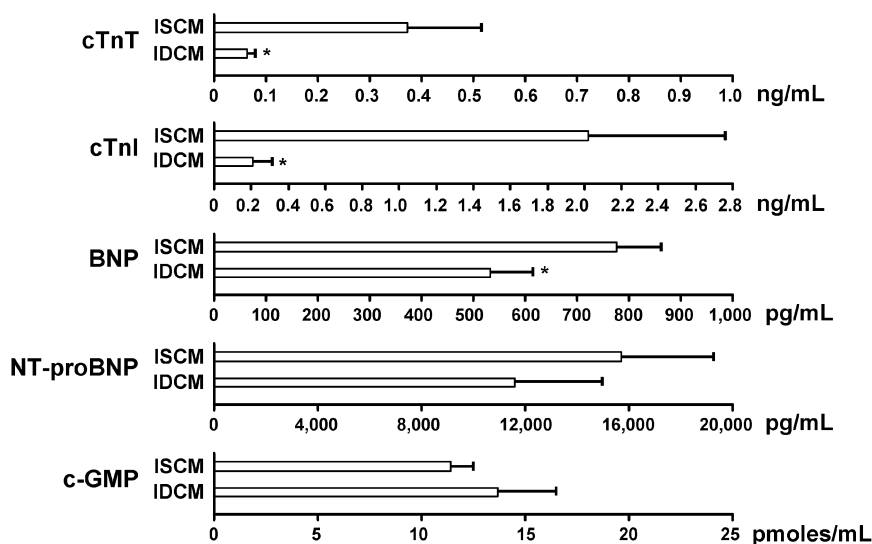 cTnT
ISCM
IDCM *
0 0.1 0.2 0.3 0.4 0.5 0.6 0.7 0.8 0.9 1.0 ng/mL
cTnI
ISCM
IDCM *
0 0.2 0.4 0.6 0.8 1.0 1.2 1.4 1.6 1.8 2.0 2.2 2.4 2.6 2.8 ng/mL
BNP
ISCM
IDCM *
0 100 200 300 400 500 600 700 800 900 1,000 pg/mL
NT-proBNP
ISCM
IDCM
0 4,000 8,000 12,000 16,000 20,000 pg/mL
c-GMP
ISCM
IDCM
0 5 10 15 20 25 pmoles/mL